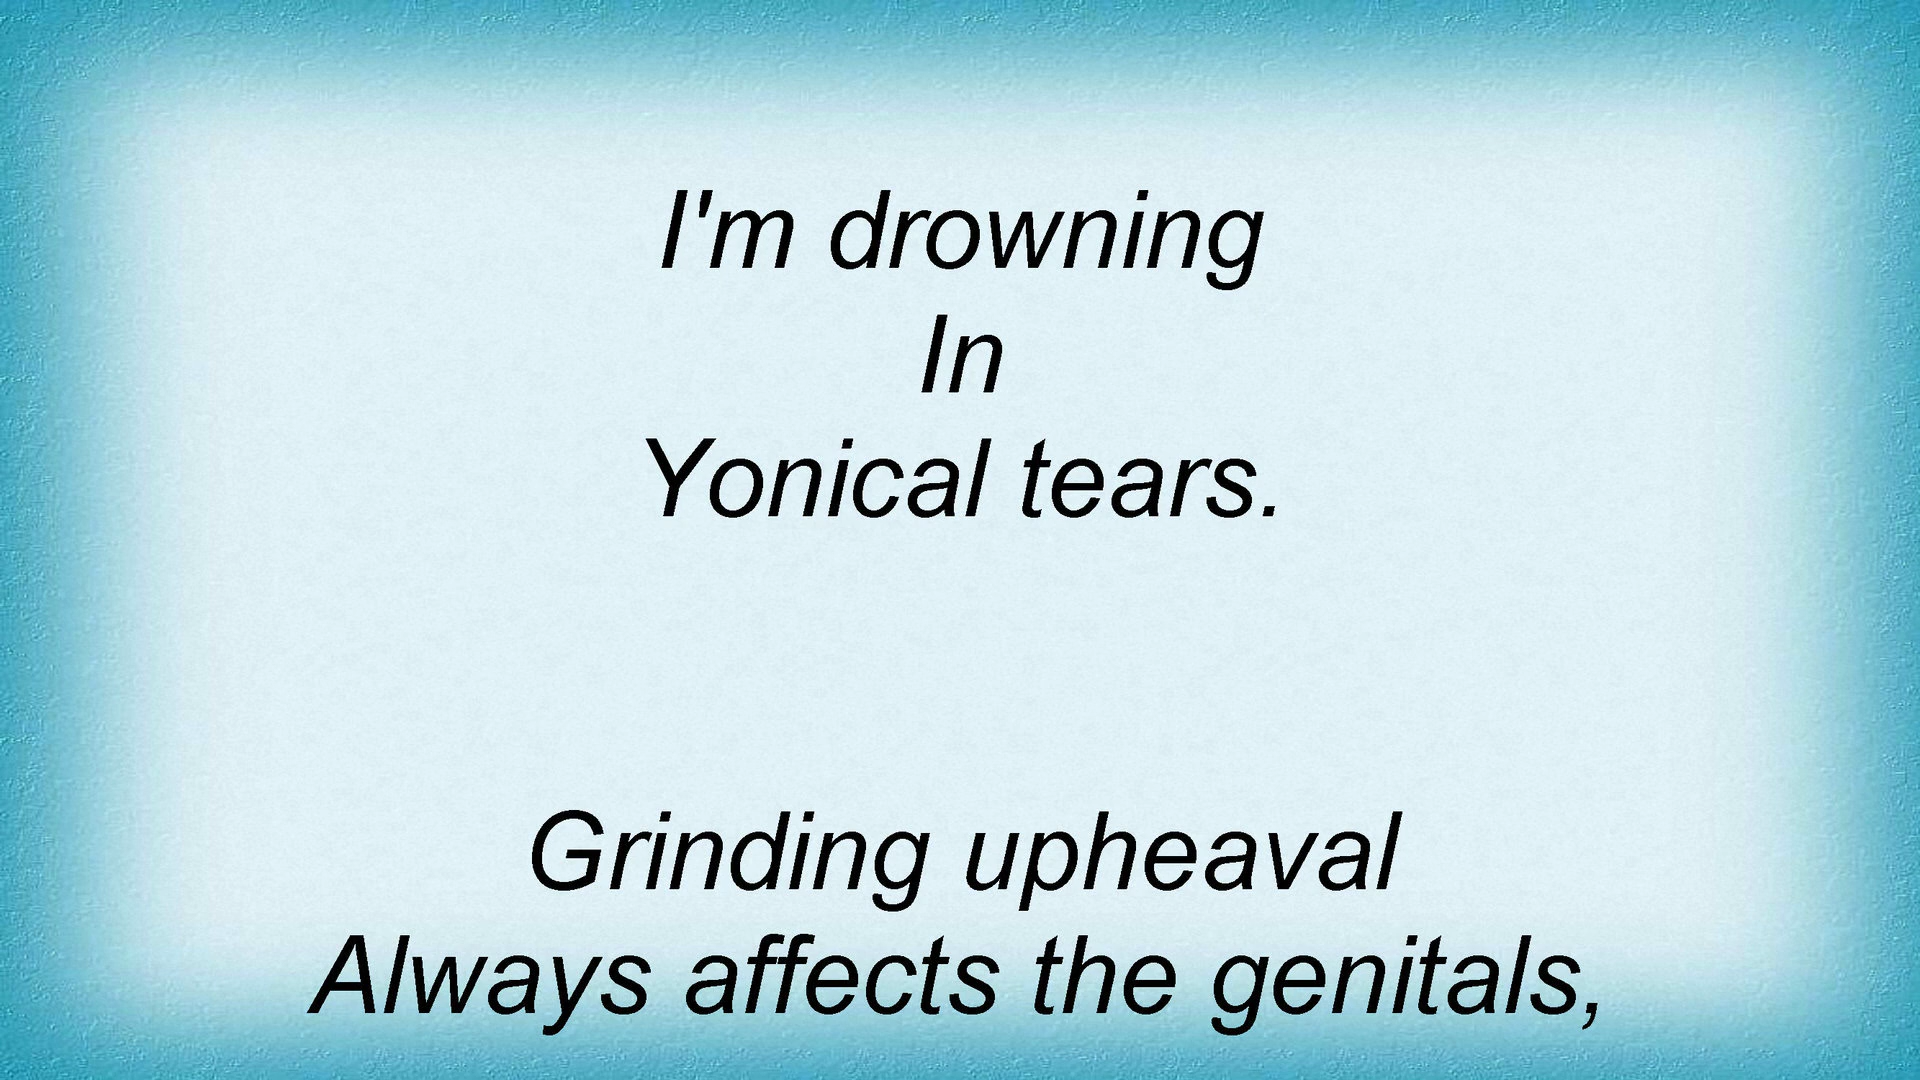 I'm drowning
In
Yonical tears.
Grinding upheaval
Always affects the genitals,